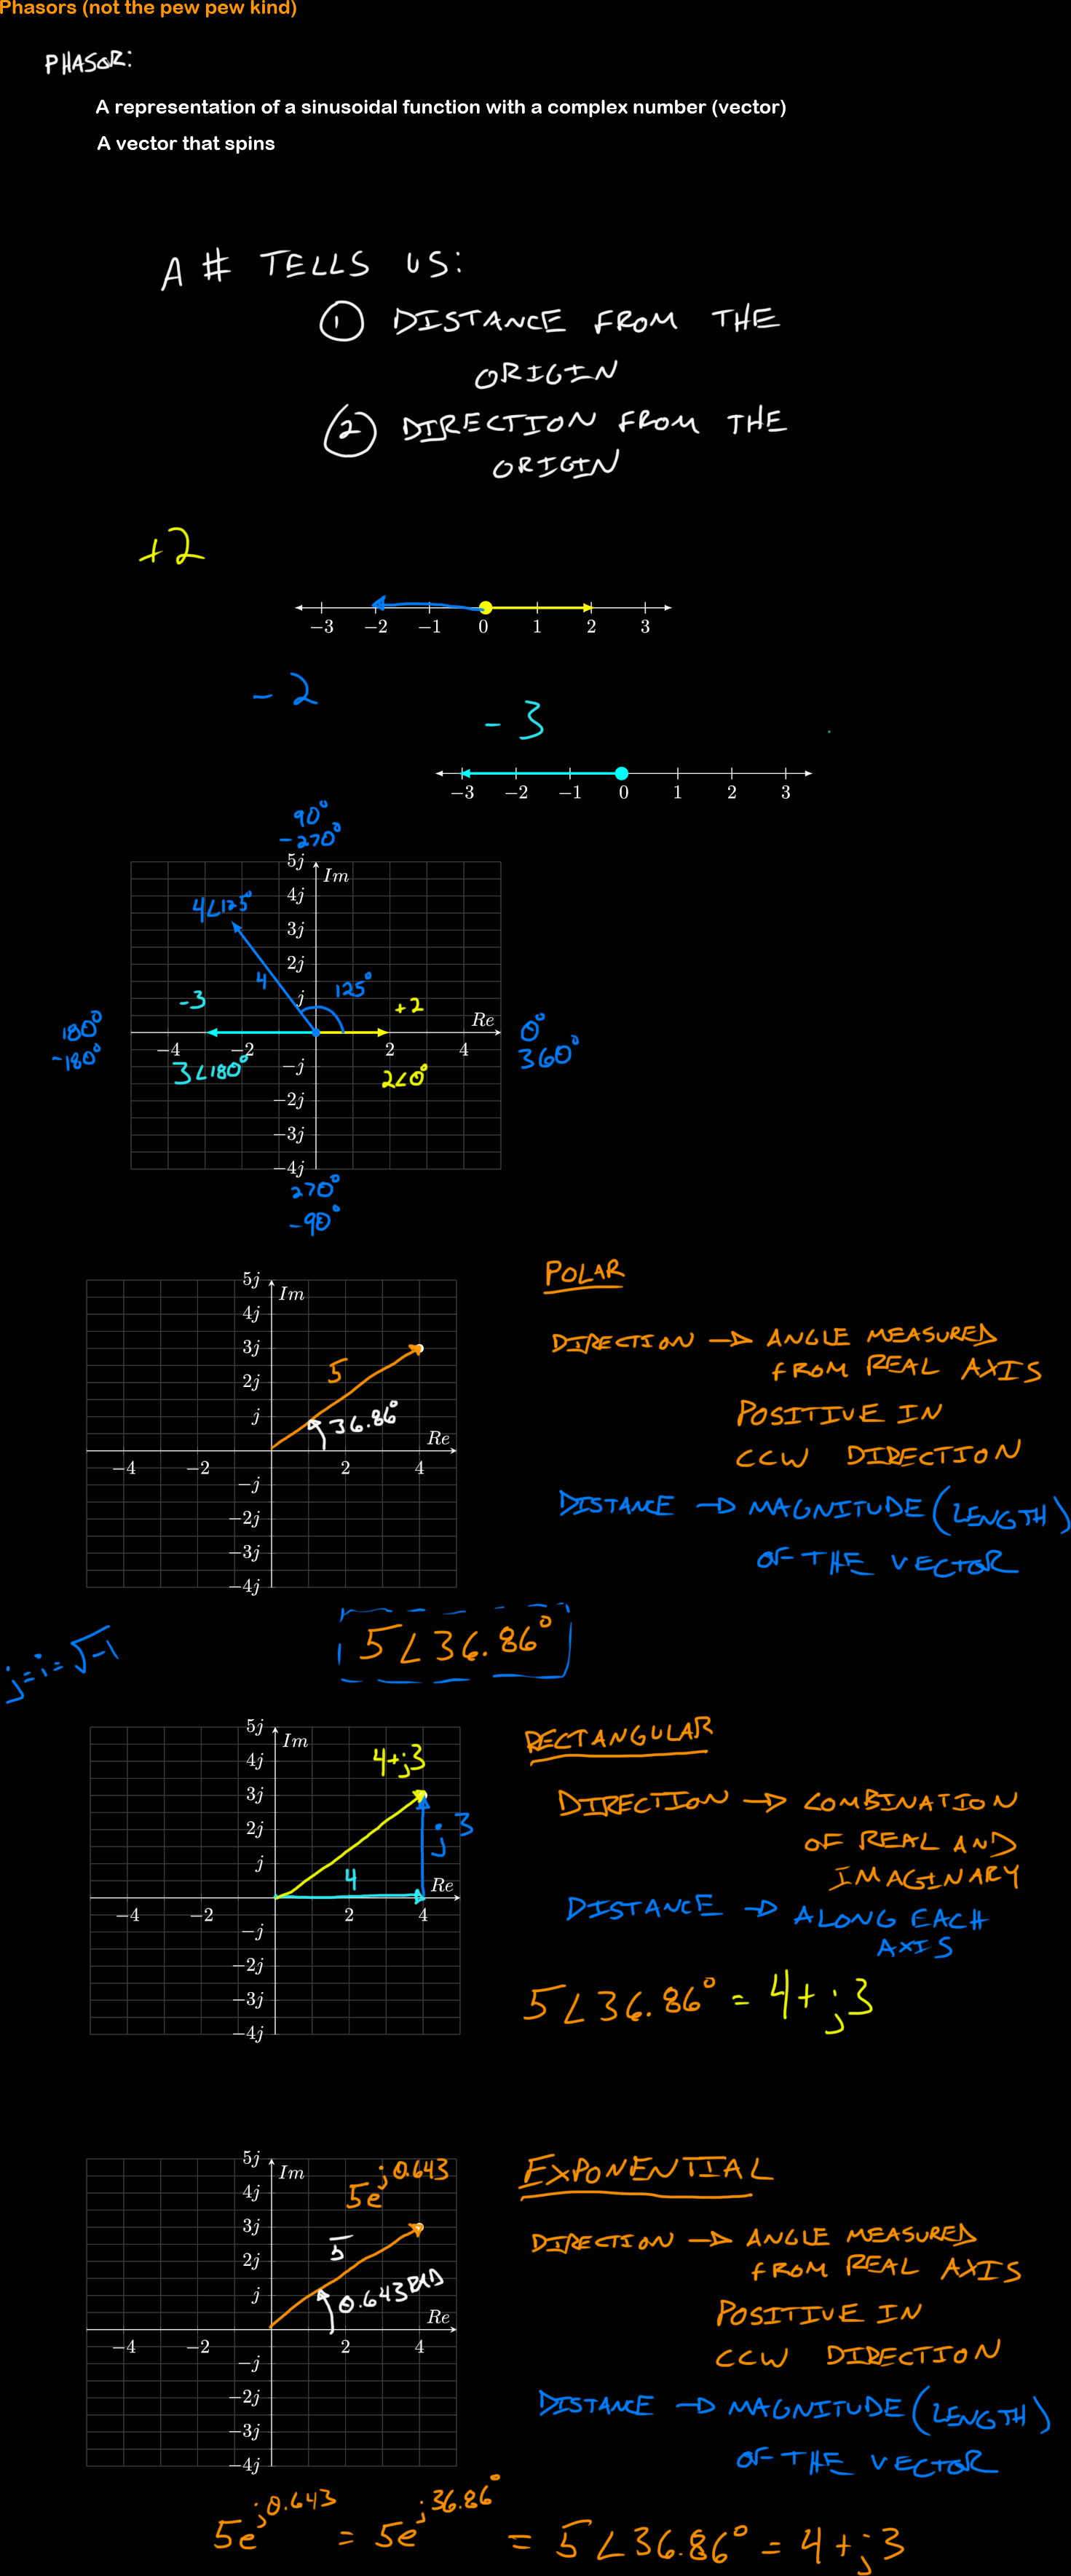 Phasors (not the pew pew kind)
PHASOR:
A representation of a sinusoidal function with a complex number (vector)
A vector that spins
A # TELLS US:
① DISTANCE FROM THE
ORIGIN
② DIRECTION FROM THE
ORIGIN
+2
−3 −2 −1 0 1 2 3
- 2
- 3
−3 −2 −1 0 1 2 3
90°
-270°
5j
Im
4j
4∠125°
3j
2j
4
125°
j
-3
+2
Re
180°
-180°
0°
360°
−4 −2 2 4
3∠180°
−j
2∠0°
−2j
−3j
−4j
270°
-90°
5j
Im
4j
3j
5
2j
j
36.86°
Re
−4 −2 2 4
−j
−2j
−3j
−4j
POLAR
DIRECTION → ANGLE MEASURED
FROM REAL AXIS
POSITIVE IN
CCW DIRECTION
DISTANCE → MAGNITUDE (LENGTH)
OF THE VECTOR
5∠36.86°
j=i=√-1
5j
Im
4j
4+j3
3j
2j
j3
j
4
Re
−4 −2 2 4
−j
−2j
−3j
−4j
RECTANGULAR
DIRECTION → COMBINATION
OF REAL AND
IMAGINARY
DISTANCE → ALONG EACH
AXIS
5∠36.86° = 4+j3
5j
Im
5e^j0.643
4j
3j
5
2j
j
0.643 RAD
Re
−4 −2 2 4
−j
−2j
−3j
−4j
EXPONENTIAL
DIRECTION → ANGLE MEASURED
FROM REAL AXIS
POSITIVE IN
CCW DIRECTION
DISTANCE → MAGNITUDE (LENGTH)
OF THE VECTOR
5e^j0.643 = 5e^j36.86° = 5∠36.86° = 4+j3